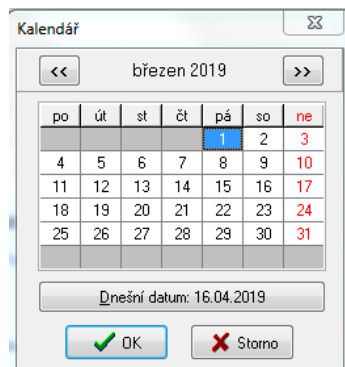 Kalendář
<< březen 2019 >>
po út st čt pá so ne
1 2 3
4 5 6 7 8 9 10
11 12 13 14 15 16 17
18 19 20 21 22 23 24
25 26 27 28 29 30 31
Dnešní datum: 16.04.2019
OK Storno